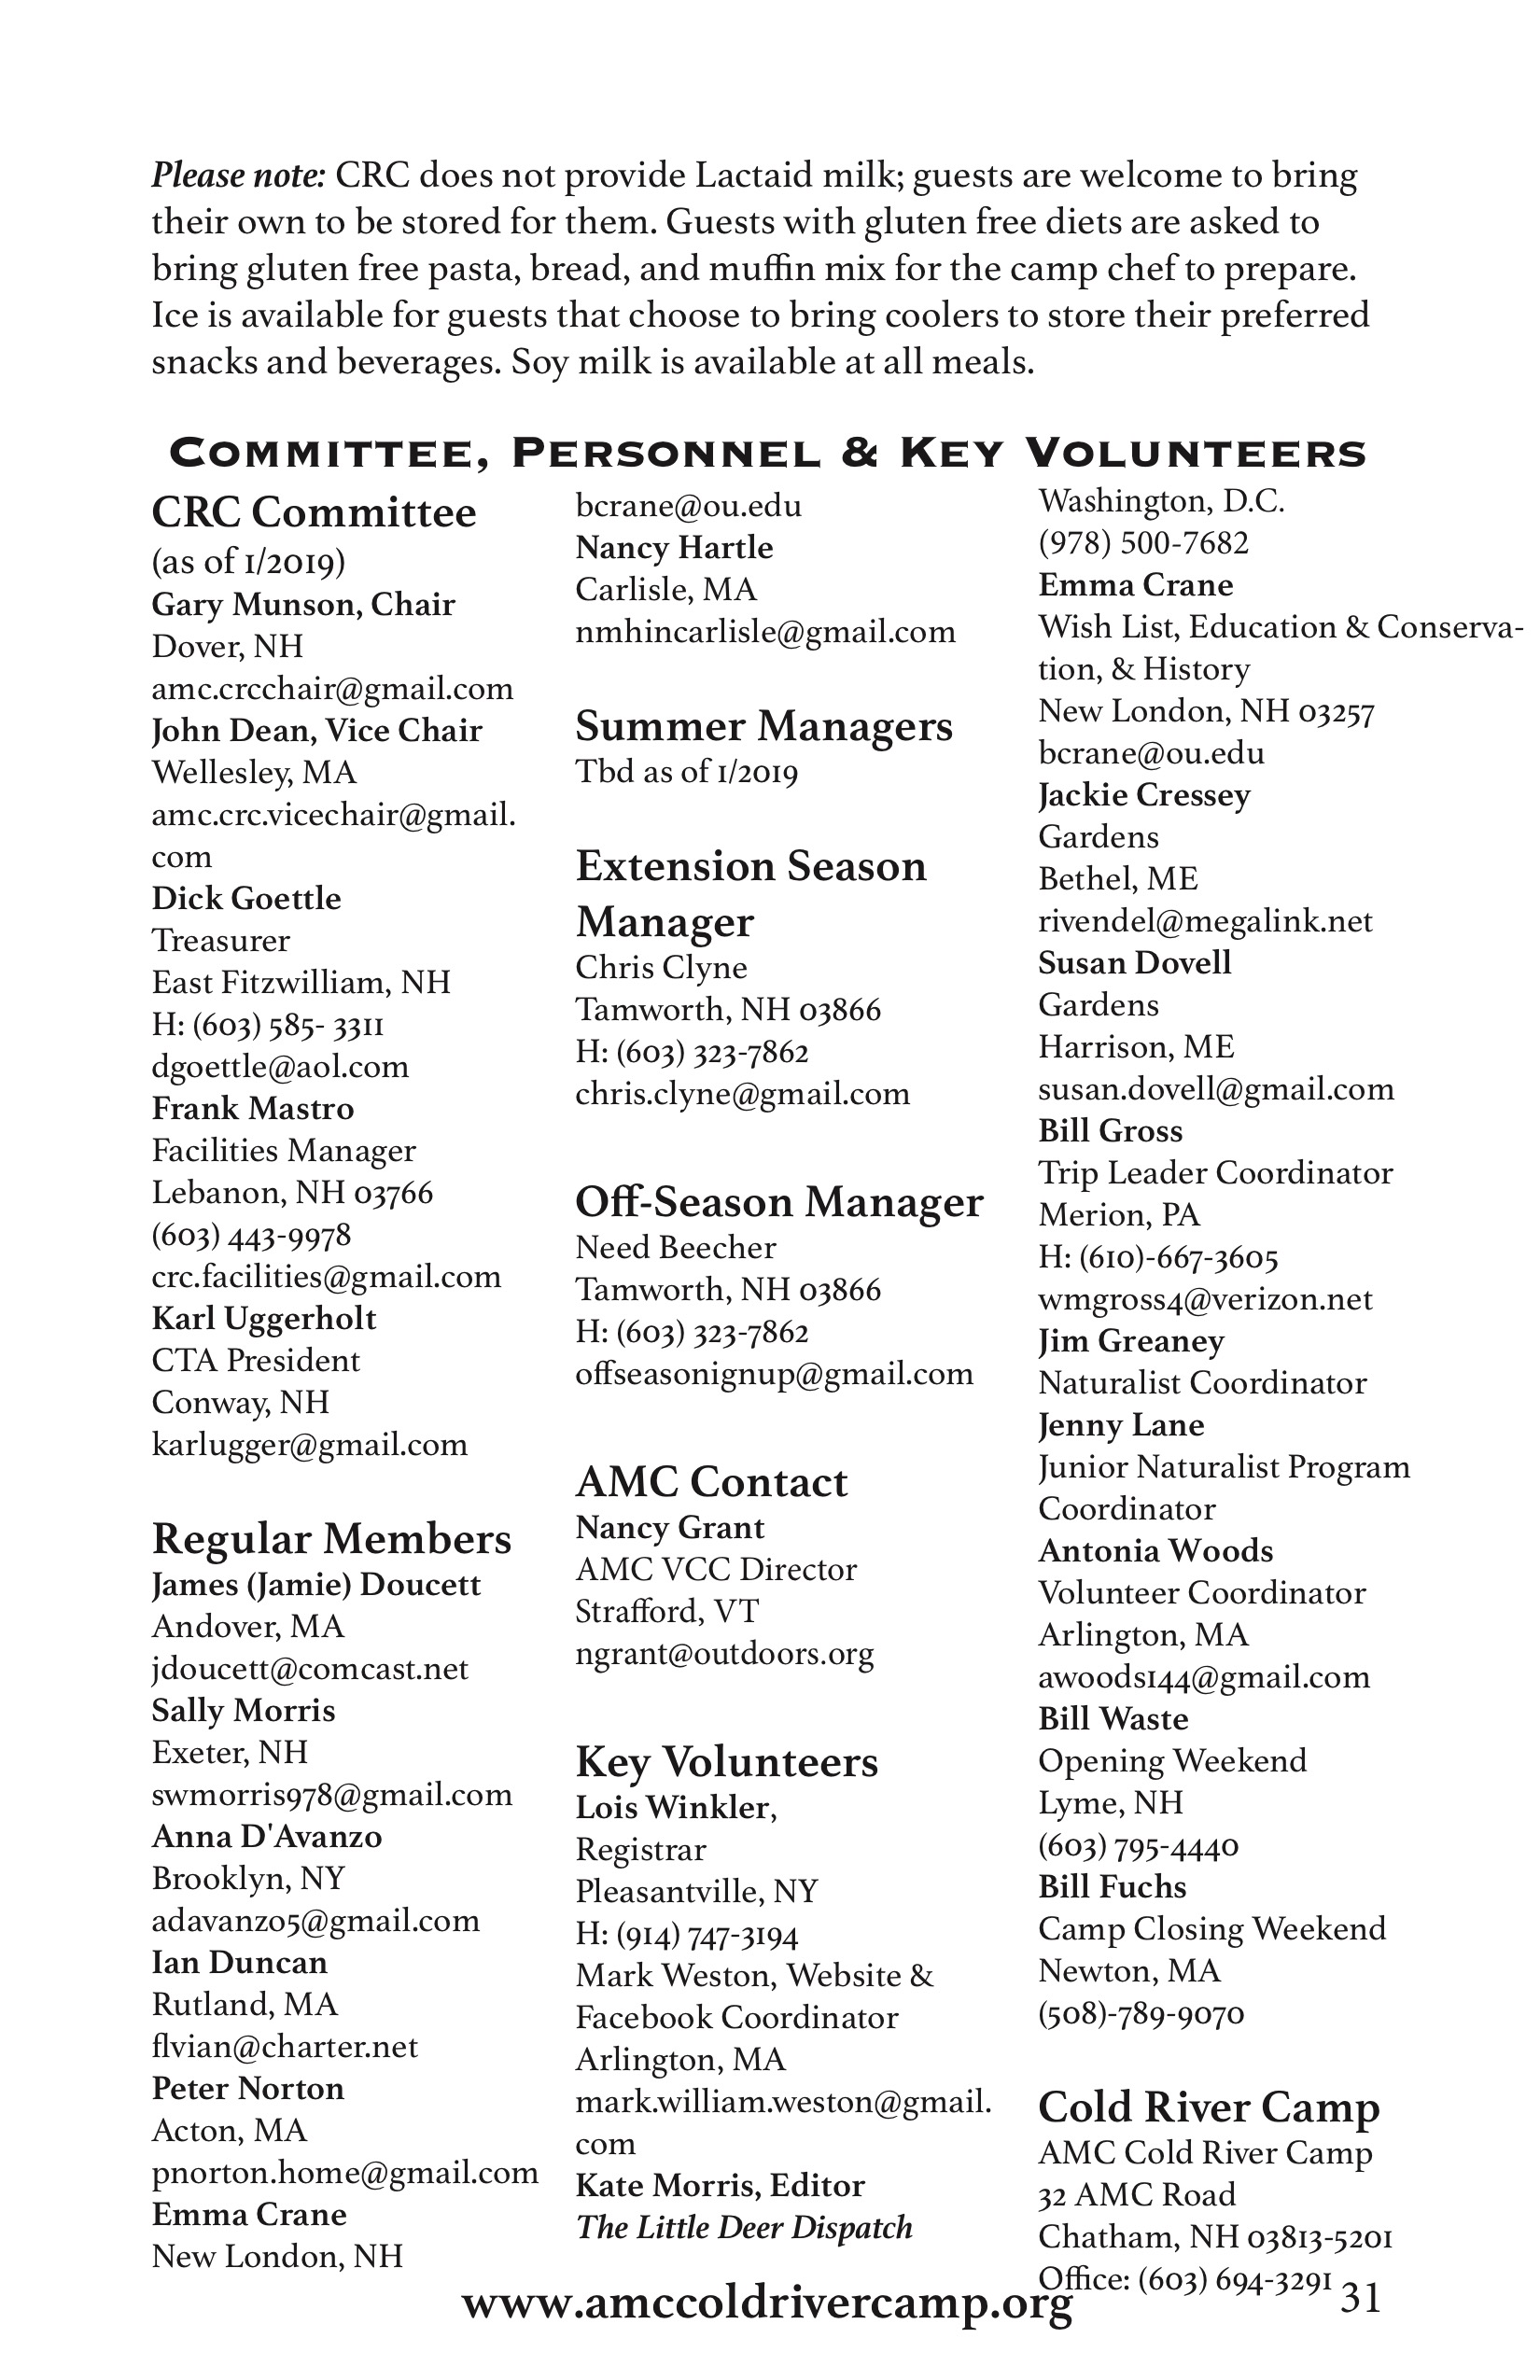 Please note: CRC does not provide Lactaid milk; guests are welcome to bring
their own to be stored for them. Guests with gluten free diets are asked to
bring gluten free pasta, bread, and muffin mix for the camp chef to prepare.
Ice is available for guests that choose to bring coolers to store their preferred
snacks and beverages. Soy milk is available at all meals.
Committee, Personnel & Key Volunteers
CRC Committee
(as of 1/2019)
Gary Munson, Chair
Dover, NH
amc.crcchair@gmail.com
John Dean, Vice Chair
Wellesley, MA
amc.crc.vicechair@gmail.
com
Dick Goettle
Treasurer
East Fitzwilliam, NH
H: (603) 585- 3311
dgoettle@aol.com
Frank Mastro
Facilities Manager
Lebanon, NH 03766
(603) 443-9978
crc.facilities@gmail.com
Karl Uggerholt
CTA President
Conway, NH
karlugger@gmail.com
Regular Members
James (Jamie) Doucett
Andover, MA
jdoucett@comcast.net
Sally Morris
Exeter, NH
swmorris978@gmail.com
Anna D'Avanzo
Brooklyn, NY
adavanzo5@gmail.com
Ian Duncan
Rutland, MA
flvian@charter.net
Peter Norton
Acton, MA
pnorton.home@gmail.com
Emma Crane
New London, NH
bcrane@ou.edu
Nancy Hartle
Carlisle, MA
nmhincarlisle@gmail.com
Summer Managers
Tbd as of 1/2019
Extension Season
Manager
Chris Clyne
Tamworth, NH 03866
H: (603) 323-7862
chris.clyne@gmail.com
Off-Season Manager
Need Beecher
Tamworth, NH 03866
H: (603) 323-7862
offseasonignup@gmail.com
AMC Contact
Nancy Grant
AMC VCC Director
Strafford, VT
ngrant@outdoors.org
Key Volunteers
Lois Winkler,
Registrar
Pleasantville, NY
H: (914) 747-3194
Mark Weston, Website &
Facebook Coordinator
Arlington, MA
mark.william.weston@gmail.
com
Kate Morris, Editor
The Little Deer Dispatch
Washington, D.C.
(978) 500-7682
Emma Crane
Wish List, Education & Conserva-
tion, & History
New London, NH 03257
bcrane@ou.edu
Jackie Cressey
Gardens
Bethel, ME
rivendel@megalink.net
Susan Dovell
Gardens
Harrison, ME
susan.dovell@gmail.com
Bill Gross
Trip Leader Coordinator
Merion, PA
H: (610)-667-3605
wmgross4@verizon.net
Jim Greaney
Naturalist Coordinator
Jenny Lane
Junior Naturalist Program
Coordinator
Antonia Woods
Volunteer Coordinator
Arlington, MA
awoods144@gmail.com
Bill Waste
Opening Weekend
Lyme, NH
(603) 795-4440
Bill Fuchs
Camp Closing Weekend
Newton, MA
(508)-789-9070
Cold River Camp
AMC Cold River Camp
32 AMC Road
Chatham, NH 03813-5201
Office: (603) 694-3291
www.amccoldrivercamp.org
31